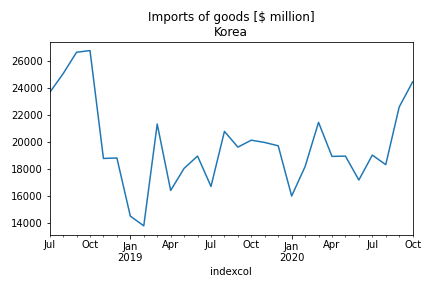 Imports of goods [$ million]
Korea
26000
24000
22000
20000
18000
16000
14000
Jul Oct Jan Apr Jul Oct Jan Apr Jul Oct
2019 2020
indexcol